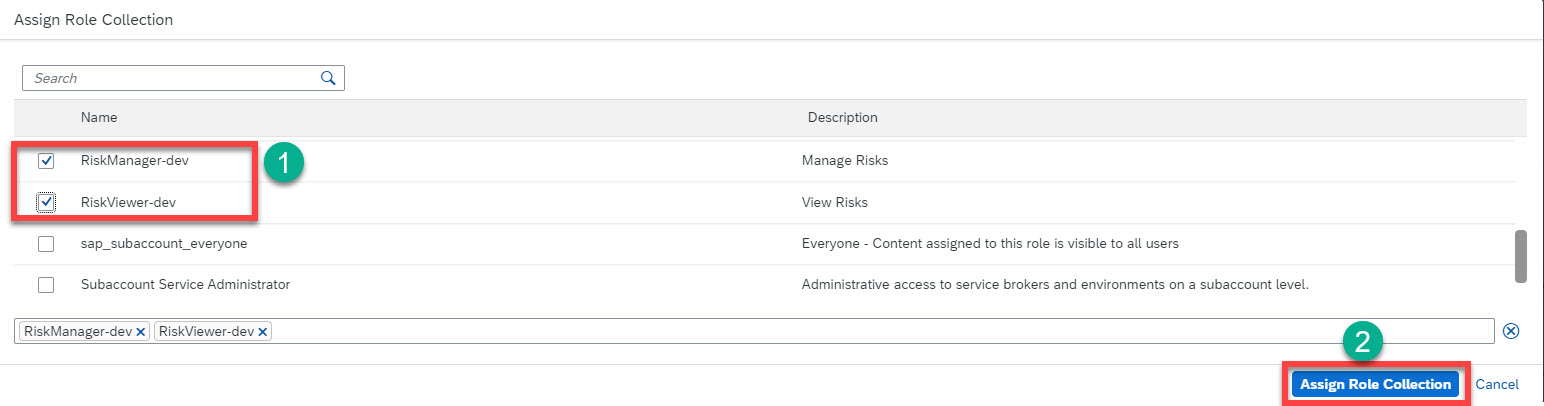 Assign Role Collection
Search
Name Description
RiskManager-dev Manage Risks
1
RiskViewer-dev View Risks
sap_subaccount_everyone Everyone - Content assigned to this role is visible to all users
Subaccount Service Administrator Administrative access to service brokers and environments on a subaccount level.
RiskManager-dev RiskViewer-dev
2
Assign Role Collection Cancel